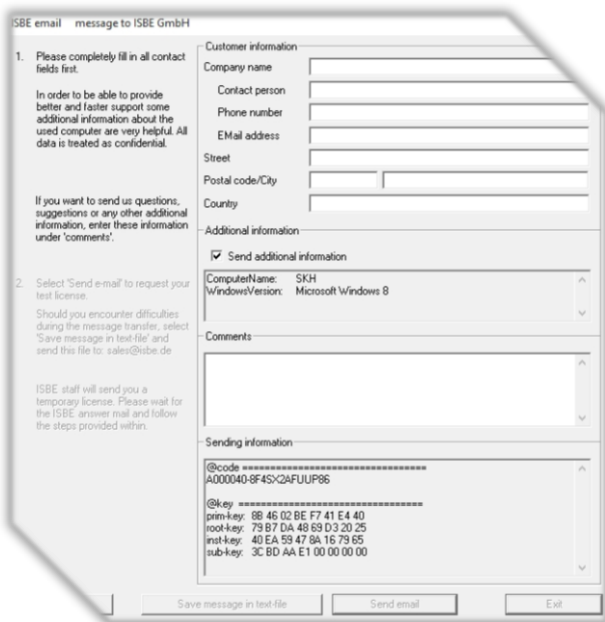 ISBE email message to ISBE GmbH
1. Please completely fill in all contact
fields first.
In order to be able to provide
better and faster support some
additional information about the
used computer are very helpful. All
data is treated as confidential.
If you want to send us questions,
suggestions or any other additional
information, enter these information
under 'comments'.
2. Select 'Send e-mail' to request your
test license.
Should you encounter difficulties
during the message transfer, select
'Save message in text-file' and
send this file to: sales@isbe.de
ISBE staff will send you a
temporary license. Please wait for
the ISBE answer mail and follow
the steps provided within.
Customer information
Company name
Contact person
Phone number
EMail address
Street
Postal code/City
Country
Additional information
Send additional information
ComputerName: SKH
WindowsVersion: Microsoft Windows 8
Comments
Sending information
@code ==================================
A000040-8F4SX2AFUUP86
@key ==================================
prim-key: 8B 46 02 BE F7 41 E4 40
root-key: 79 B7 DA 48 69 D3 20 25
inst-key: 40 EA 59 47 8A 16 79 65
sub-key: 3C BD AA E1 00 00 00 00
Save message in text-file
Send email
Exit